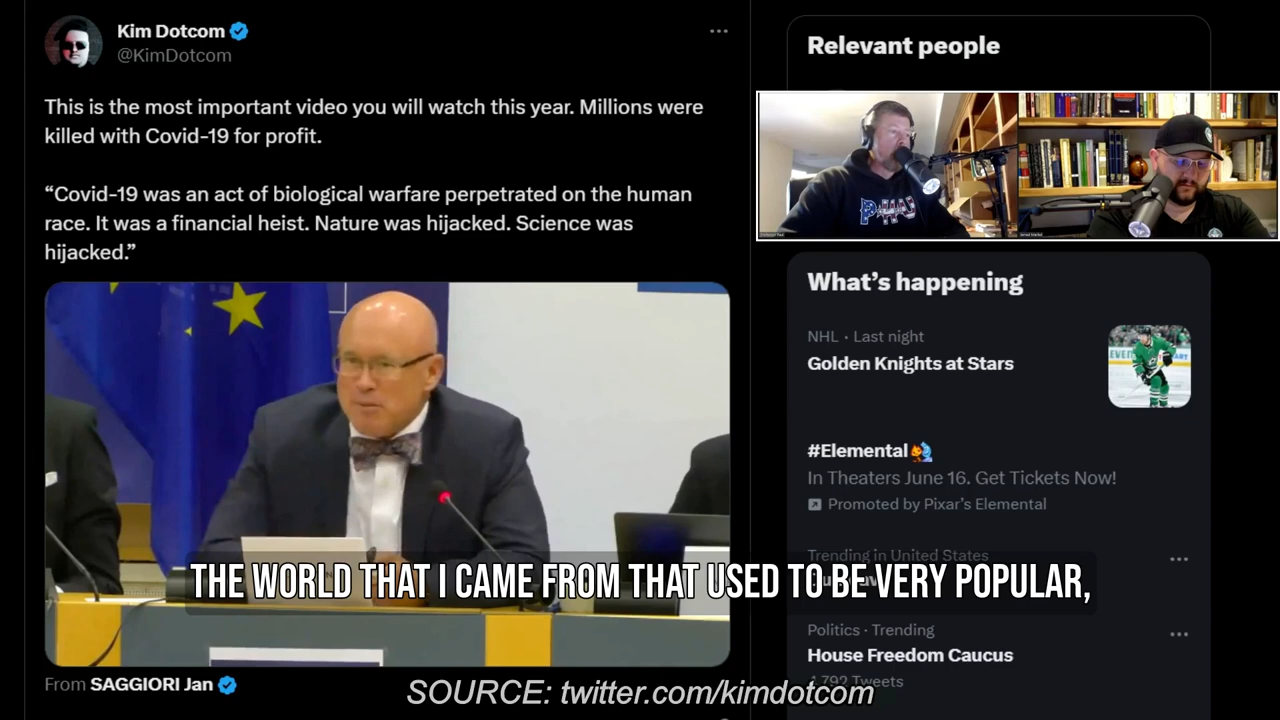 Kim Dotcom
@KimDotcom
This is the most important video you will watch this year. Millions were
killed with Covid-19 for profit.
“Covid-19 was an act of biological warfare perpetrated on the human
race. It was a financial heist. Nature was hijacked. Science was
hijacked.”
From SAGGIORI Jan
Relevant people
What’s happening
NHL · Last night
Golden Knights at Stars
#Elemental
In Theaters June 16. Get Tickets Now!
Promoted by Pixar’s Elemental
Trending in United States
Politics · Trending
House Freedom Caucus
4,792 Tweets
THE WORLD THAT I CAME FROM THAT USED TO BE VERY POPULAR,
SOURCE: twitter.com/kimdotcom